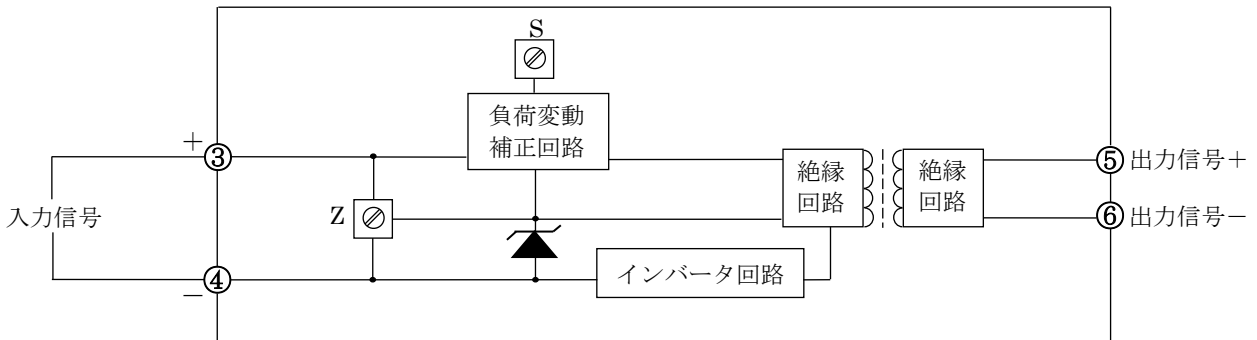 S
負荷変動
補正回路
+
③
絶縁
回路
絶縁
回路
⑤ 出力信号+
Z
入力信号
⑥ 出力信号-
インバータ回路
④
-